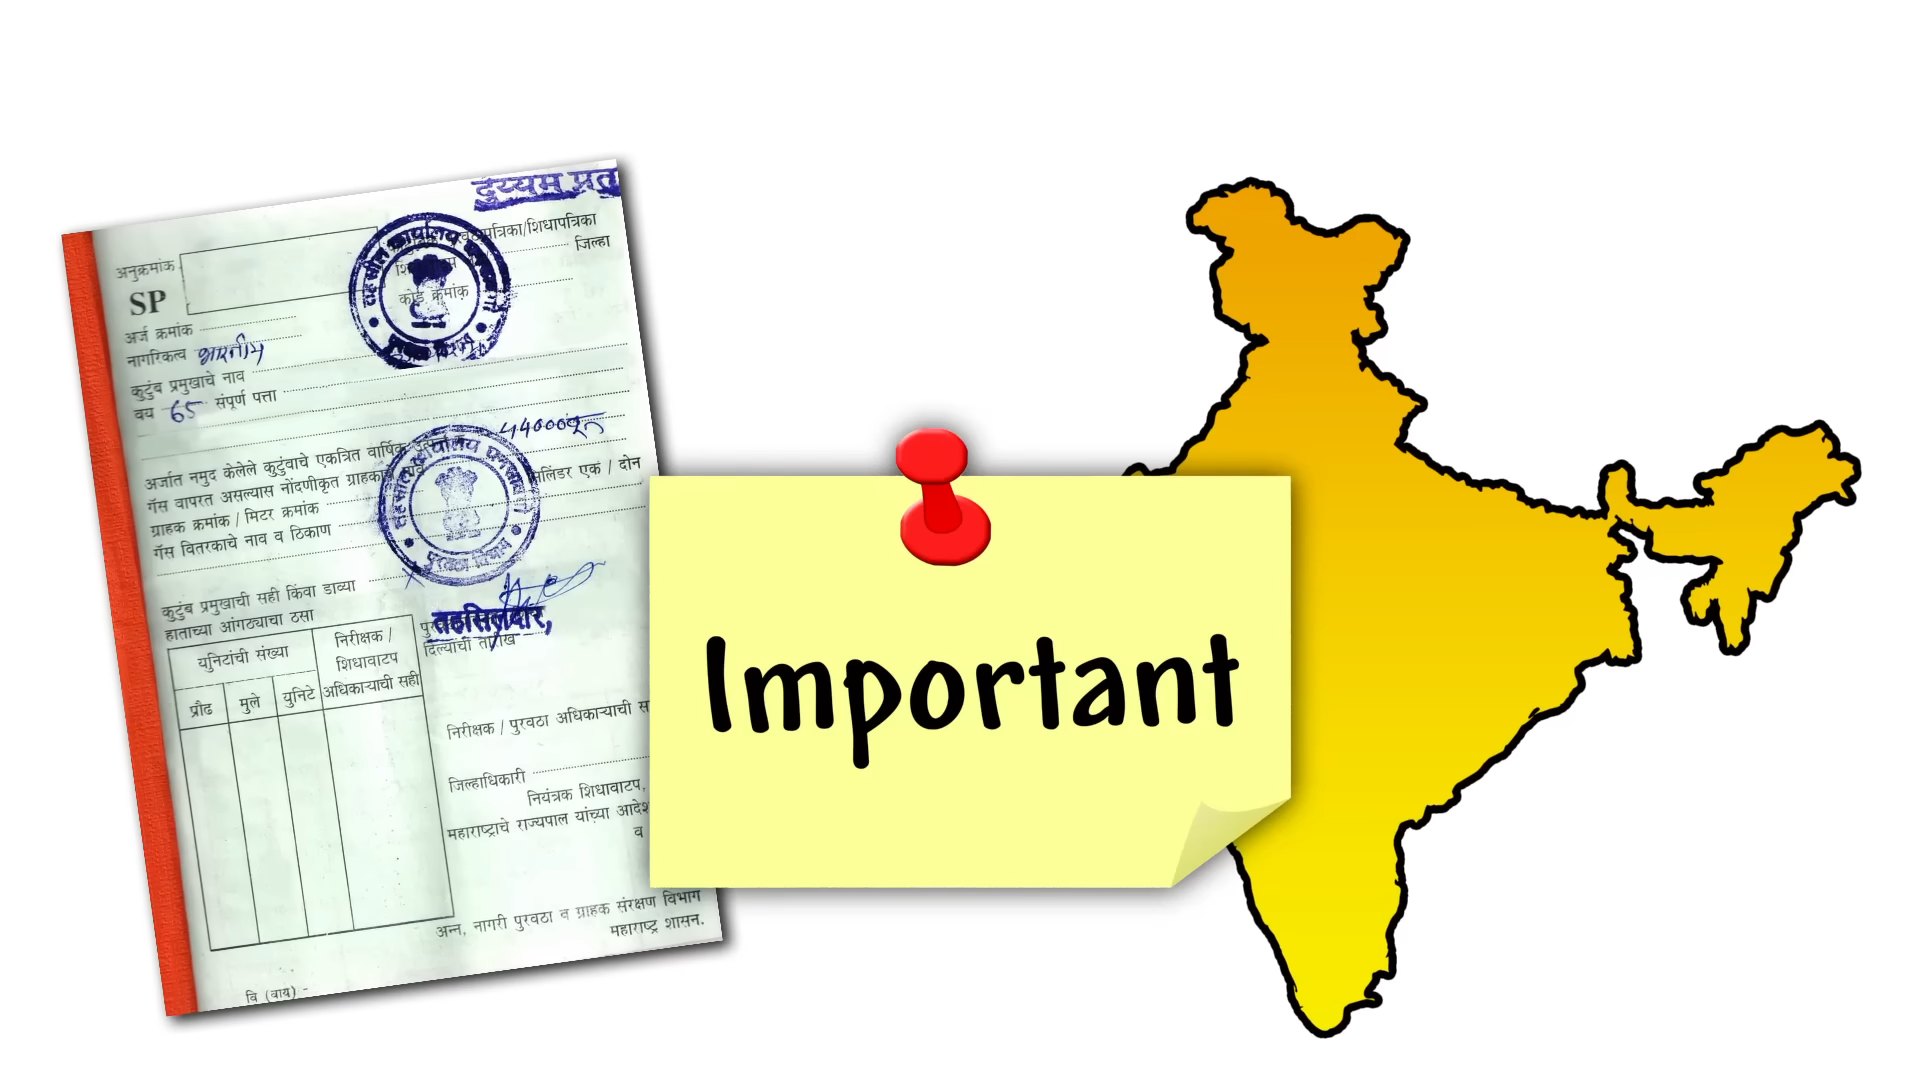 दुय्यम प्रत
पत्रिका/शिधापत्रिका
अनुक्रमांक
जिल्हा
SP
कोड क्रमांक
अर्ज क्रमांक
नागरिकत्व भारतीय
कुटुंब प्रमुखाचे नाव
वय 65 संपूर्ण पत्ता
अर्जात नमुद केलेले कुटुंवाचे एकत्रित वार्षिक
गॅस वापरत असल्यास नोंदणीकृत ग्राहकाचे नाव सिलिंडर एक / दोन
ग्राहक क्रमांक / मिटर क्रमांक
गॅस वितरकाचे नाव व ठिकाण
कुटुंब प्रमुखाची सही किंवा डाव्या
हाताच्या आंगठ्याचा ठसा
तहसिलदार,
दिल्याची तारीख
युनिटांची संख्या
निरीक्षक /
शिधावाटप
अधिकाऱ्याची सही
प्रौढ मुले युनिटे
निरीक्षक / पुरवठा अधिकाऱ्याची स
जिल्हाधिकारी
नियंत्रक शिधावाटप,
महाराष्ट्राचे राज्यपाल यांच्या आदेश
व
अन्न, नागरी पुरवठा व ग्राहक संरक्षण विभाग
महाराष्ट्र शासन.
वि (वाय) -
Important